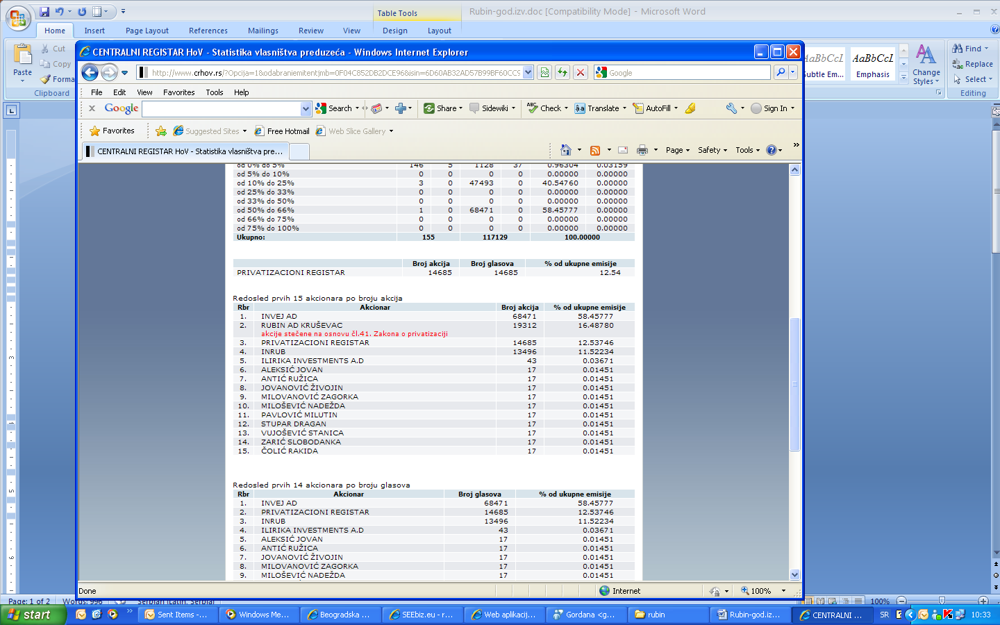 Table Tools
Rubin-god.izv.doc [Compatibility Mode] - Microsoft Word
Home Insert Page Layout References Mailings Review View Design Layout
Paste
Cut
Copy
Forma
Clipboard
AaBbCcI AaBbCcI
Subtle Em... Emphasis
Change Styles
Find
Replace
Select
Editing
CENTRALNI REGISTAR HoV - Statistika vlasništva preduzeća - Windows Internet Explorer
http://www.crhov.rs/?Opcija=1&odabraniemitentjmb=0F04C852DB2DCE96&isin=6D60AB32AD57B99BF60CC5
Google
File Edit View Favorites Tools Help
x Google Search Share Sidewiki Check Translate AutoFill Sign In
Favorites Suggested Sites Free Hotmail Web Slice Gallery
CENTRALNI REGISTAR HoV - Statistika vlasništva pre...
Page Safety Tools
od 0% do 5% 146 5 1128 37 0.96304 0.03159
od 5% do 10% 0 0 0 0 0.00000 0.00000
od 10% do 25% 3 0 47493 0 40.54760 0.00000
od 25% do 33% 0 0 0 0 0.00000 0.00000
od 33% do 50% 0 0 0 0 0.00000 0.00000
od 50% do 66% 1 0 68471 0 58.45777 0.00000
od 66% do 75% 0 0 0 0 0.00000 0.00000
od 75% do 100% 0 0 0 0 0.00000 0.00000
Ukupno: 155 117129 100.00000
Broj akcija Broj glasova % od ukupne emisije
PRIVATIZACIONI REGISTAR 14685 14685 12.54
Redosled prvih 15 akcionara po broju akcija
Rbr Akcionar Broj akcija % od ukupne emisije
1. INVEJ AD 68471 58.45777
2. RUBIN AD KRUŠEVAC 19312 16.48780
akcije stečene na osnovu čl.41. Zakona o privatizaciji
3. PRIVATIZACIONI REGISTAR 14685 12.53746
4. INRUB 13496 11.52234
5. ILIRIKA INVESTMENTS A.D 43 0.03671
6. ALEKSIĆ JOVAN 17 0.01451
7. ANTIĆ RUŽICA 17 0.01451
8. JOVANOVIĆ ŽIVOJIN 17 0.01451
9. MILOVANOVIĆ ZAGORKA 17 0.01451
10. MILOŠEVIĆ NADEŽDA 17 0.01451
11. PAVLOVIĆ MILUTIN 17 0.01451
12. STUPAR DRAGAN 17 0.01451
13. VUJOŠEVIĆ STANICA 17 0.01451
14. ZARIĆ SLOBODANKA 17 0.01451
15. ČOLIĆ RAKIDA 17 0.01451
Redosled prvih 14 akcionara po broju glasova
Rbr Akcionar Broj glasova % od ukupne emisije
1. INVEJ AD 68471 58.45777
2. PRIVATIZACIONI REGISTAR 14685 12.53746
3. INRUB 13496 11.52234
4. ILIRIKA INVESTMENTS A.D 43 0.03671
5. ALEKSIĆ JOVAN 17 0.01451
6. ANTIĆ RUŽICA 17 0.01451
7. JOVANOVIĆ ŽIVOJIN 17 0.01451
8. MILOVANOVIĆ ZAGORKA 17 0.01451
9. MILOŠEVIĆ NADEŽDA 17 0.01451
Done Internet 100%
Page: 1 of 2 Words: 996 Serbian (Latin, Serbia) 100%
start Sent Items -... Windows Me... Beogradska ... SEEbiz.eu - r... Web aplikacij... Gordana <g... rubin Rubin-god.iz... CENTRALNI ... SR 10:33